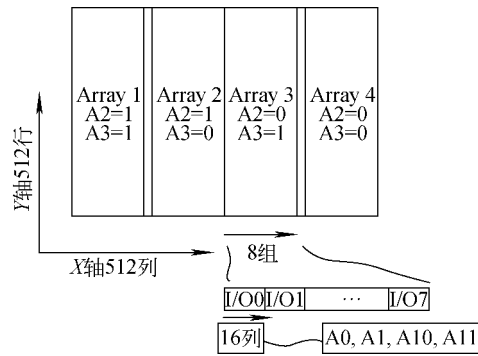 Array 1
A2=1
A3=1
Array 2
A2=1
A3=0
Array 3
A2=0
A3=1
Array 4
A2=0
A3=0
Y轴512行
X轴512列
8组
I/O0 I/O1 … I/O7
16列
A0, A1, A10, A11